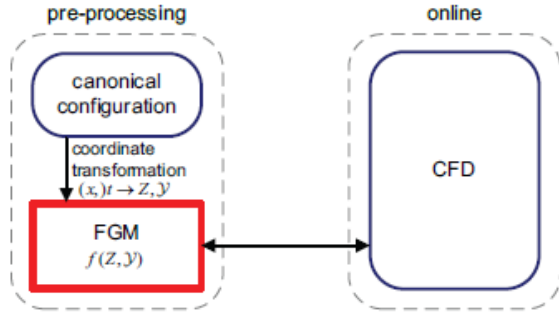 pre-processing
online
canonical
configuration
coordinate
transformation
(x,)t → Z, 𝒴
FGM
f(Z, 𝒴)
CFD